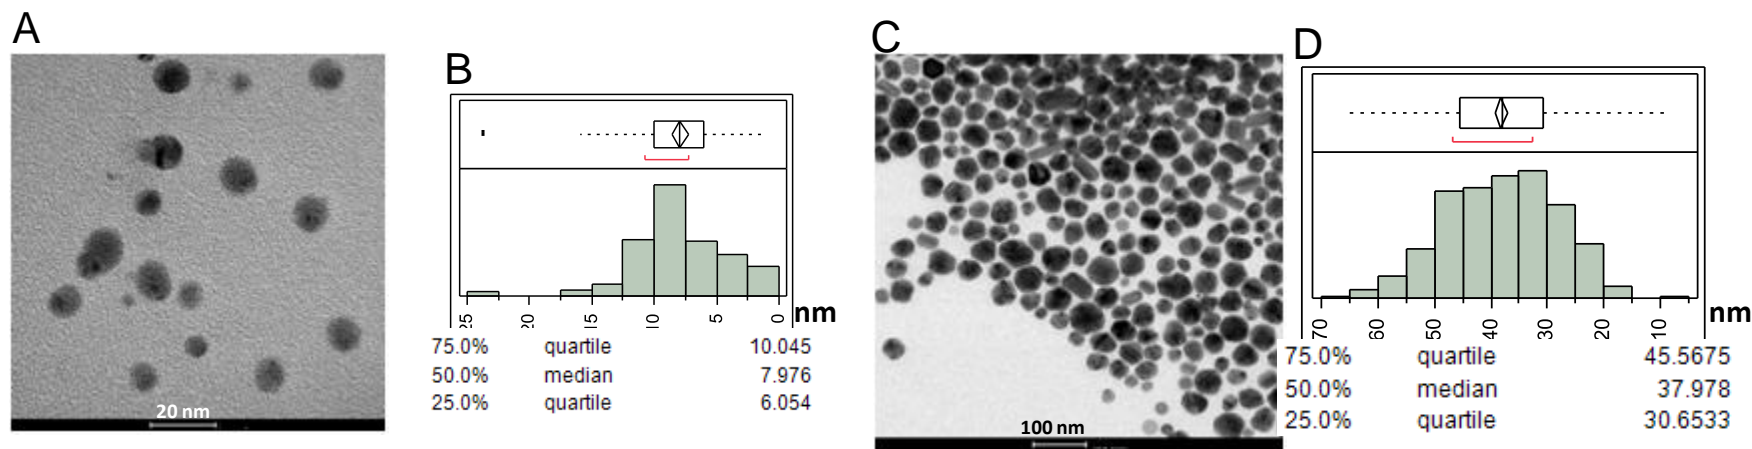 A
20 nm
B
25 20 15 10 5 0 nm
75.0% quartile 10.045
50.0% median 7.976
25.0% quartile 6.054
C
100 nm
D
70 60 50 40 30 20 10 nm
75.0% quartile 45.5675
50.0% median 37.978
25.0% quartile 30.6533